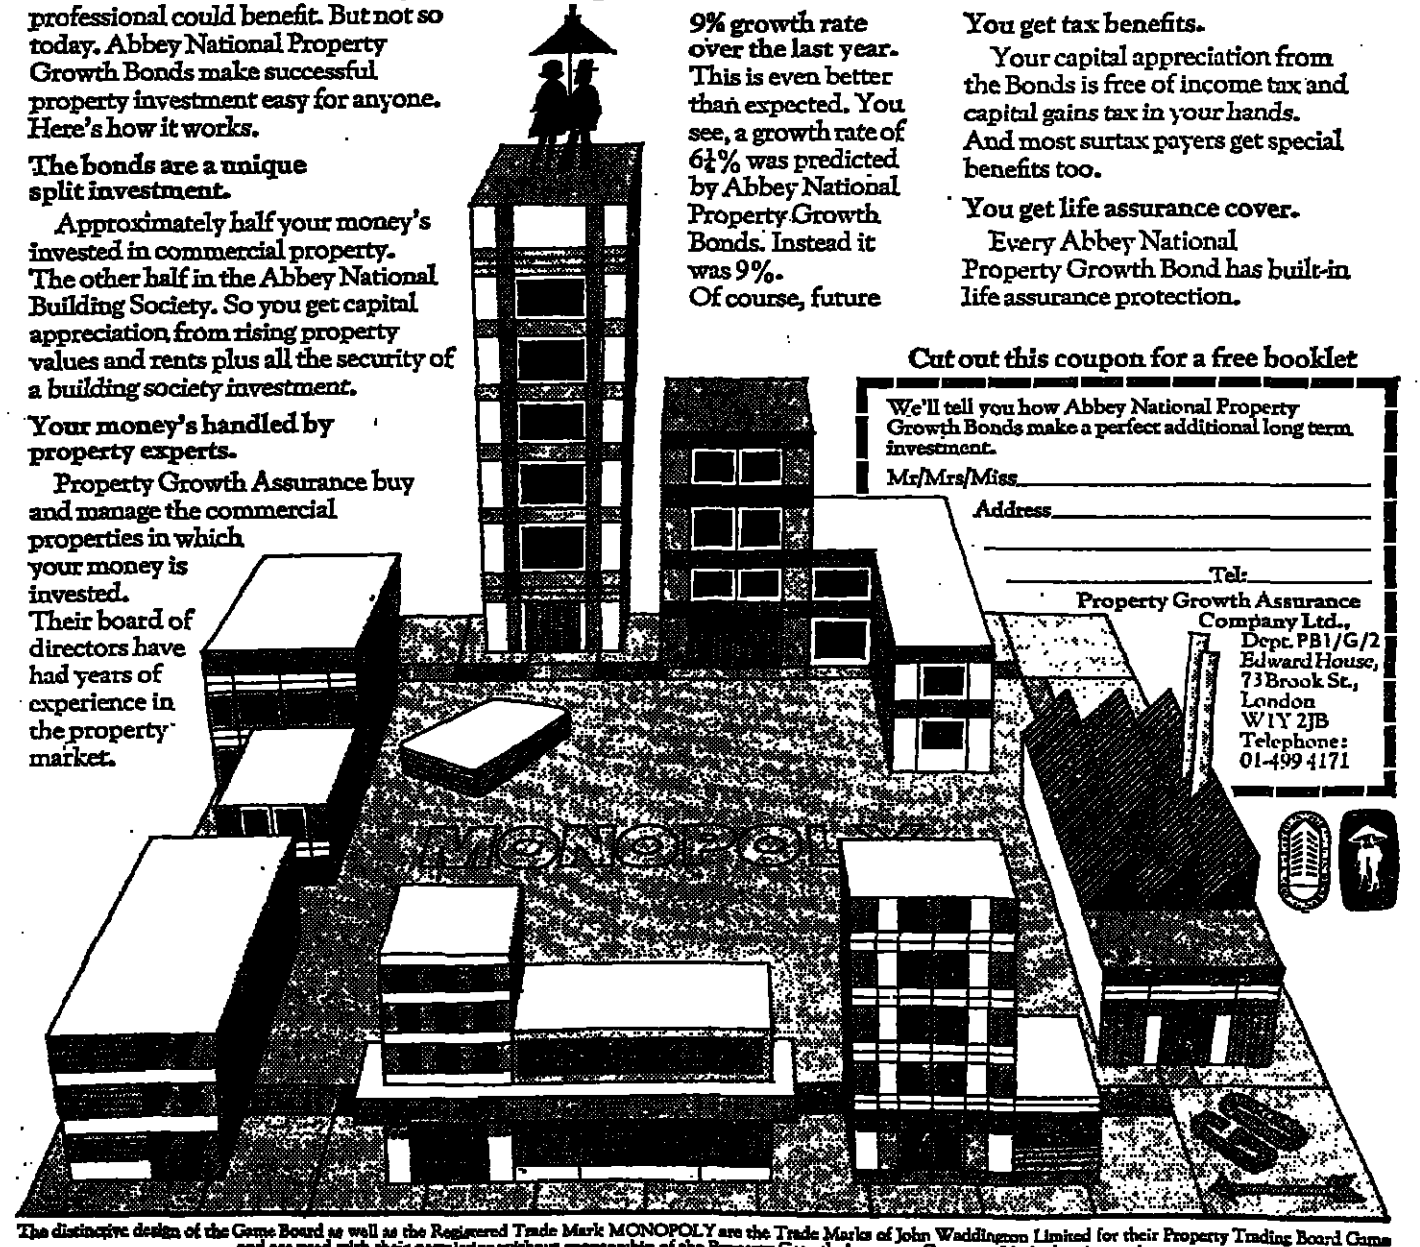 professional could benefit. But not so
today. Abbey National Property
Growth Bonds make successful
property investment easy for anyone.
Here's how it works.
The bonds are a unique
split investment.
Approximately half your money's
invested in commercial property.
The other half in the Abbey National
Building Society. So you get capital
appreciation from rising property
values and rents plus all the security of
a building society investment.
Your money's handled by
property experts.
Property Growth Assurance buy
and manage the commercial
properties in which
your money is
invested.
Their board of
directors have
had years of
experience in
the property
market.
9% growth rate
over the last year.
This is even better
than expected. You
see, a growth rate of
6¼% was predicted
by Abbey National
Property Growth
Bonds. Instead it
was 9%.
Of course, future
You get tax benefits.
Your capital appreciation from
the Bonds is free of income tax and
capital gains tax in your hands.
And most surtax payers get special
benefits too.
You get life assurance cover.
Every Abbey National
Property Growth Bond has built-in
life assurance protection.
Cut out this coupon for a free booklet
We'll tell you how Abbey National Property
Growth Bonds make a perfect additional long term
investment.
Mr/Mrs/Miss
Address
Tel:
Property Growth Assurance
Company Ltd.,
Dept. PB1/G/2
Edward House,
73 Brook St.,
London
W1Y 2JB
Telephone:
01-499 4171
MONOPOLY
GO
The distinctive design of the Game Board as well as the Registered Trade Mark MONOPOLY are the Trade Marks of John Waddington Limited for their Property Trading Board Game